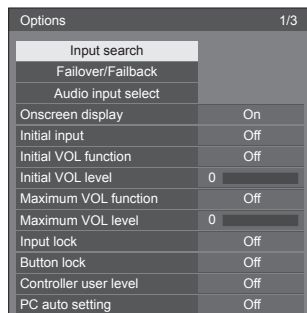 Options 1/3
Input search
Failover/Failback
Audio input select
Onscreen display On
Initial input Off
Initial VOL function Off
Initial VOL level 0
Maximum VOL function Off
Maximum VOL level 0
Input lock Off
Button lock Off
Controller user level Off
PC auto setting Off